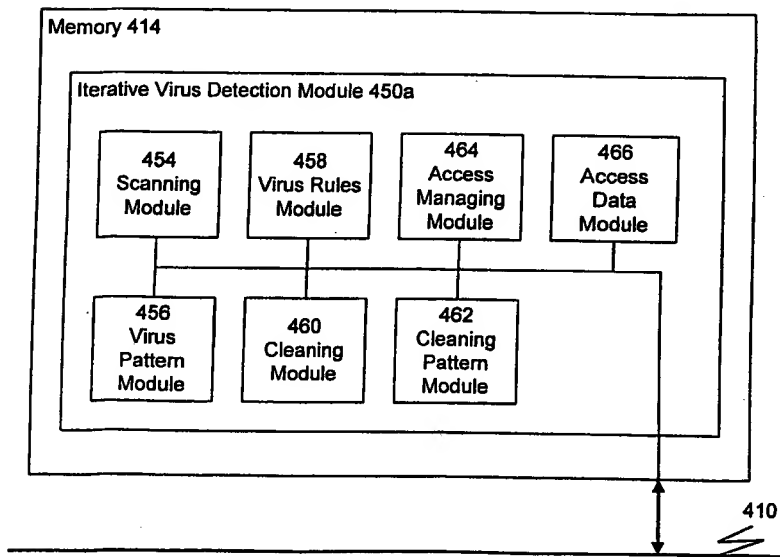 Memory 414
Iterative Virus Detection Module 450a
454
Scanning
Module
458
Virus Rules
Module
464
Access
Managing
Module
466
Access
Data
Module
456
Virus
Pattern
Module
460
Cleaning
Module
462
Cleaning
Pattern
Module
410